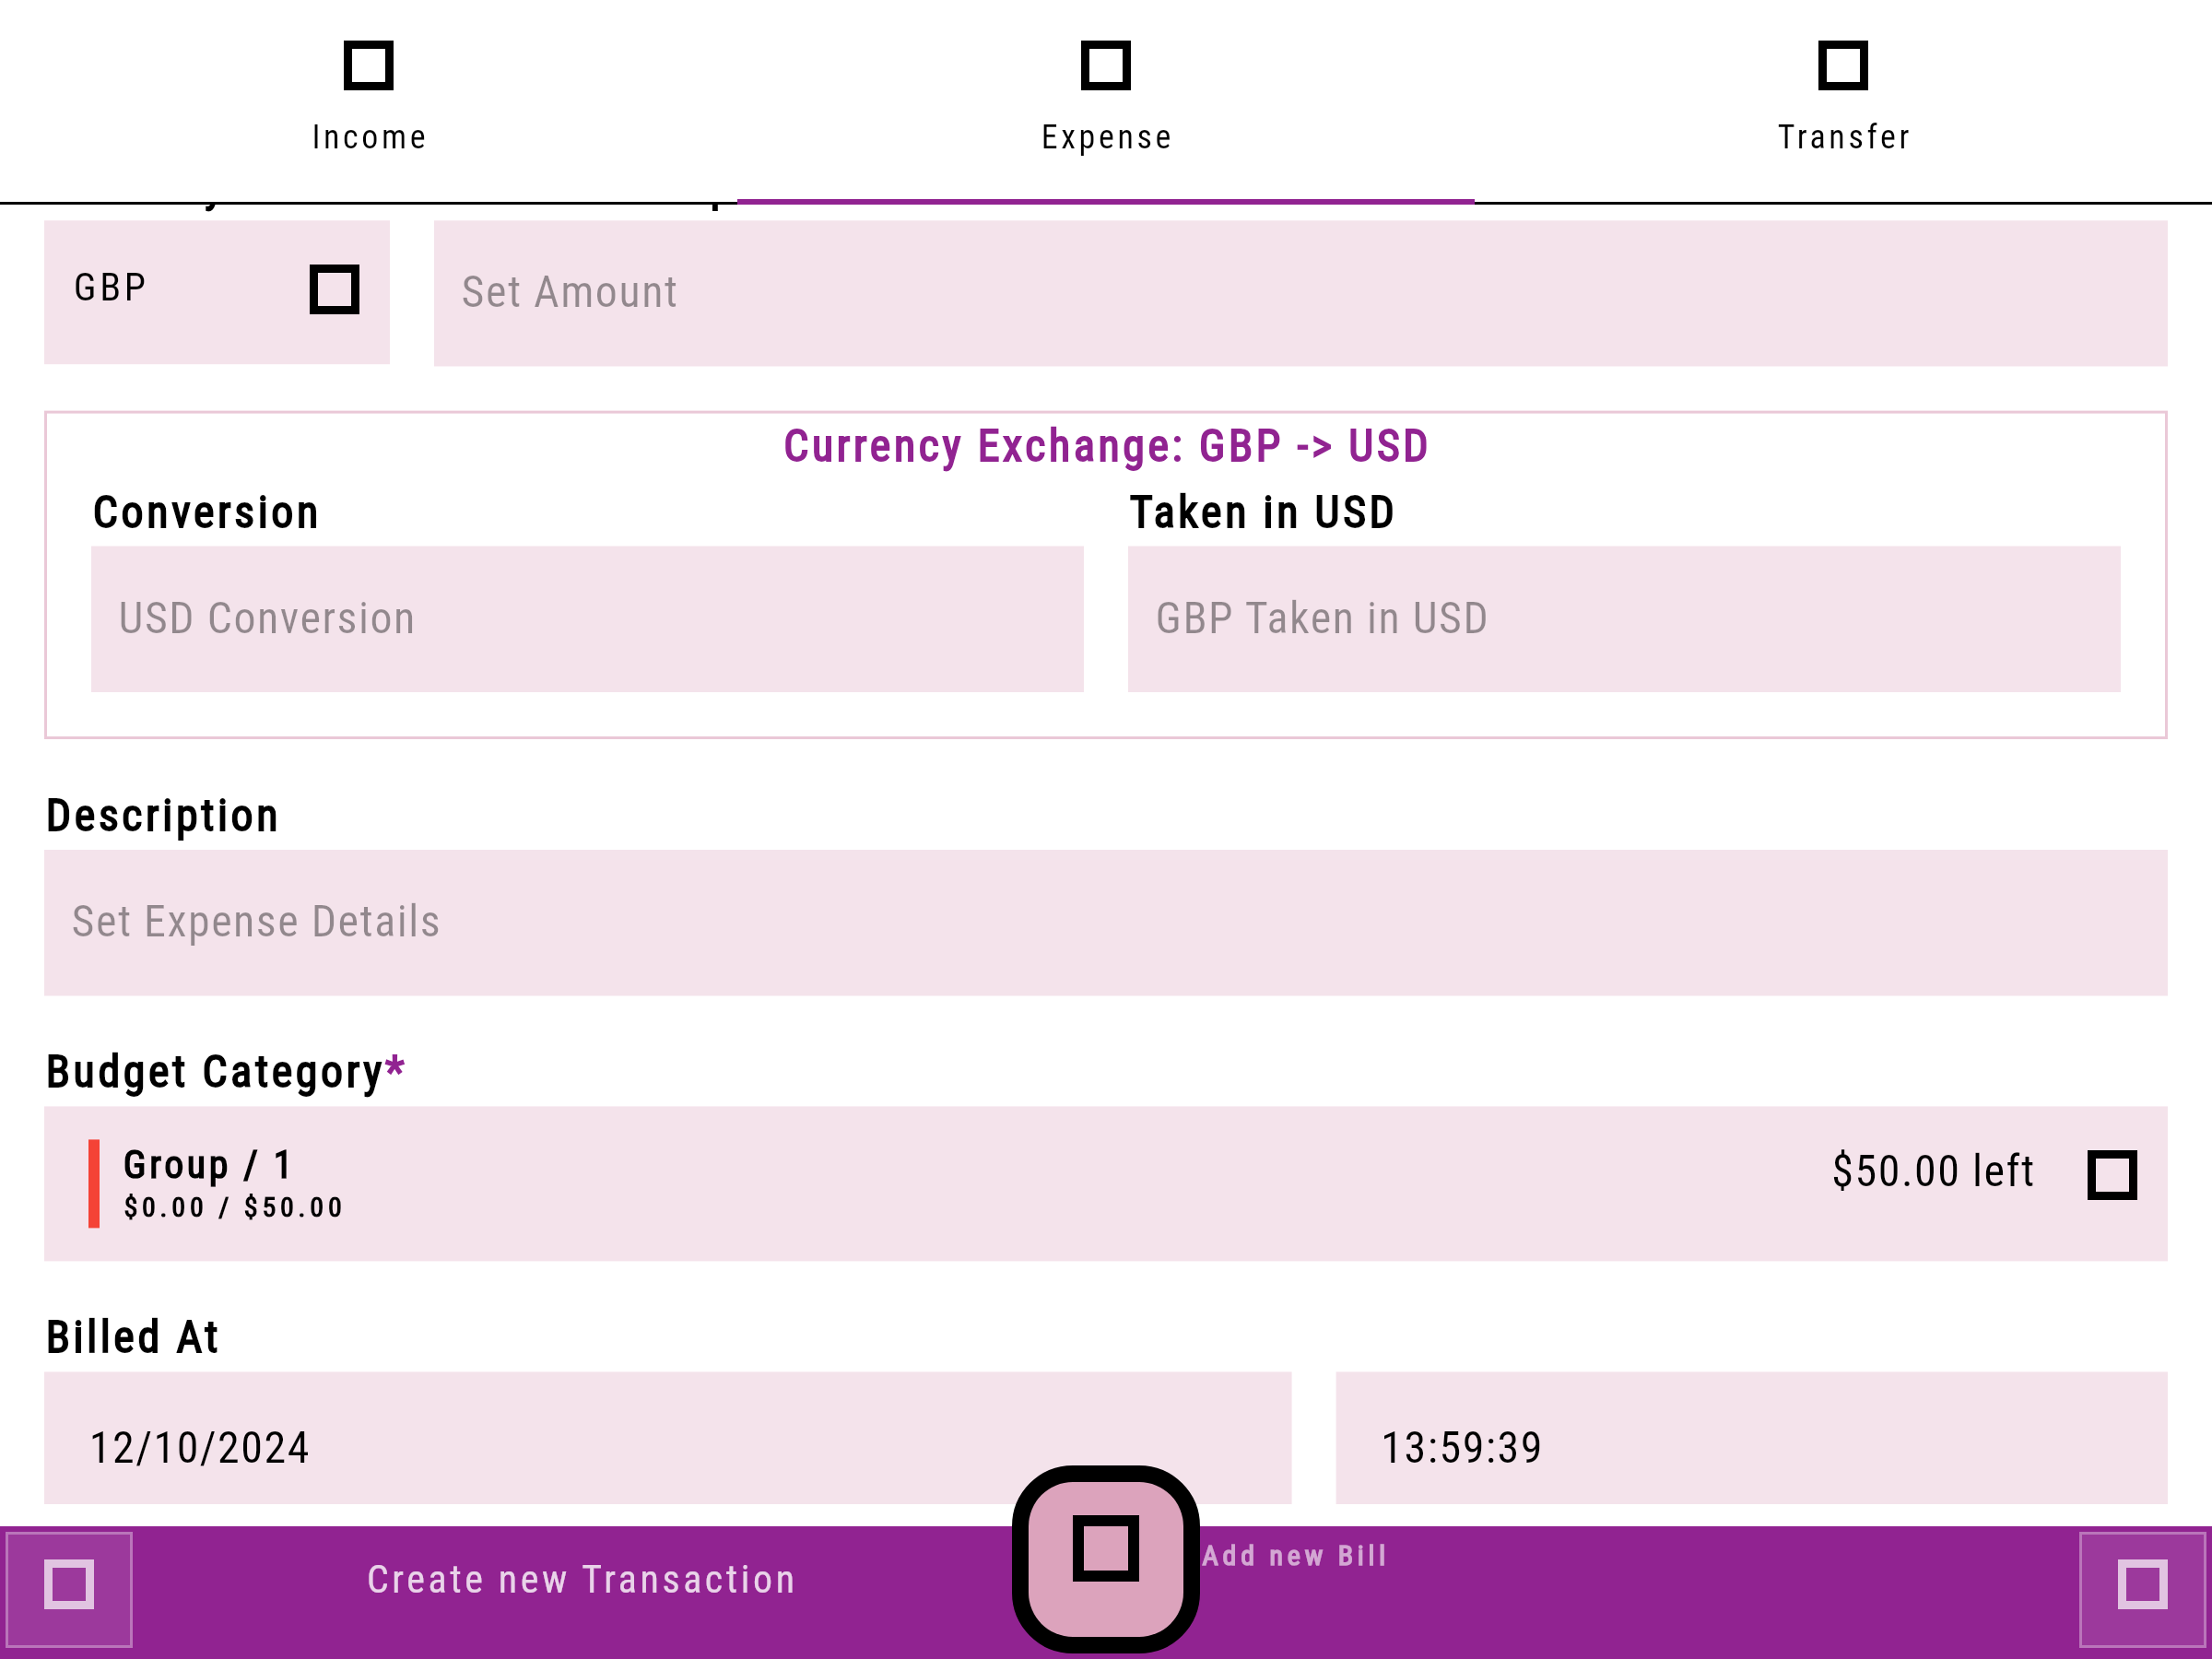 Income
Expense
Transfer
GBP
Set Amount
Currency Exchange: GBP -> USD
Conversion
Taken in USD
USD Conversion
GBP Taken in USD
Description
Set Expense Details
Budget Category*
Group / 1
$0.00 / $50.00
$50.00 left
Billed At
12/10/2024
13:59:39
Create new Transaction
Add new Bill